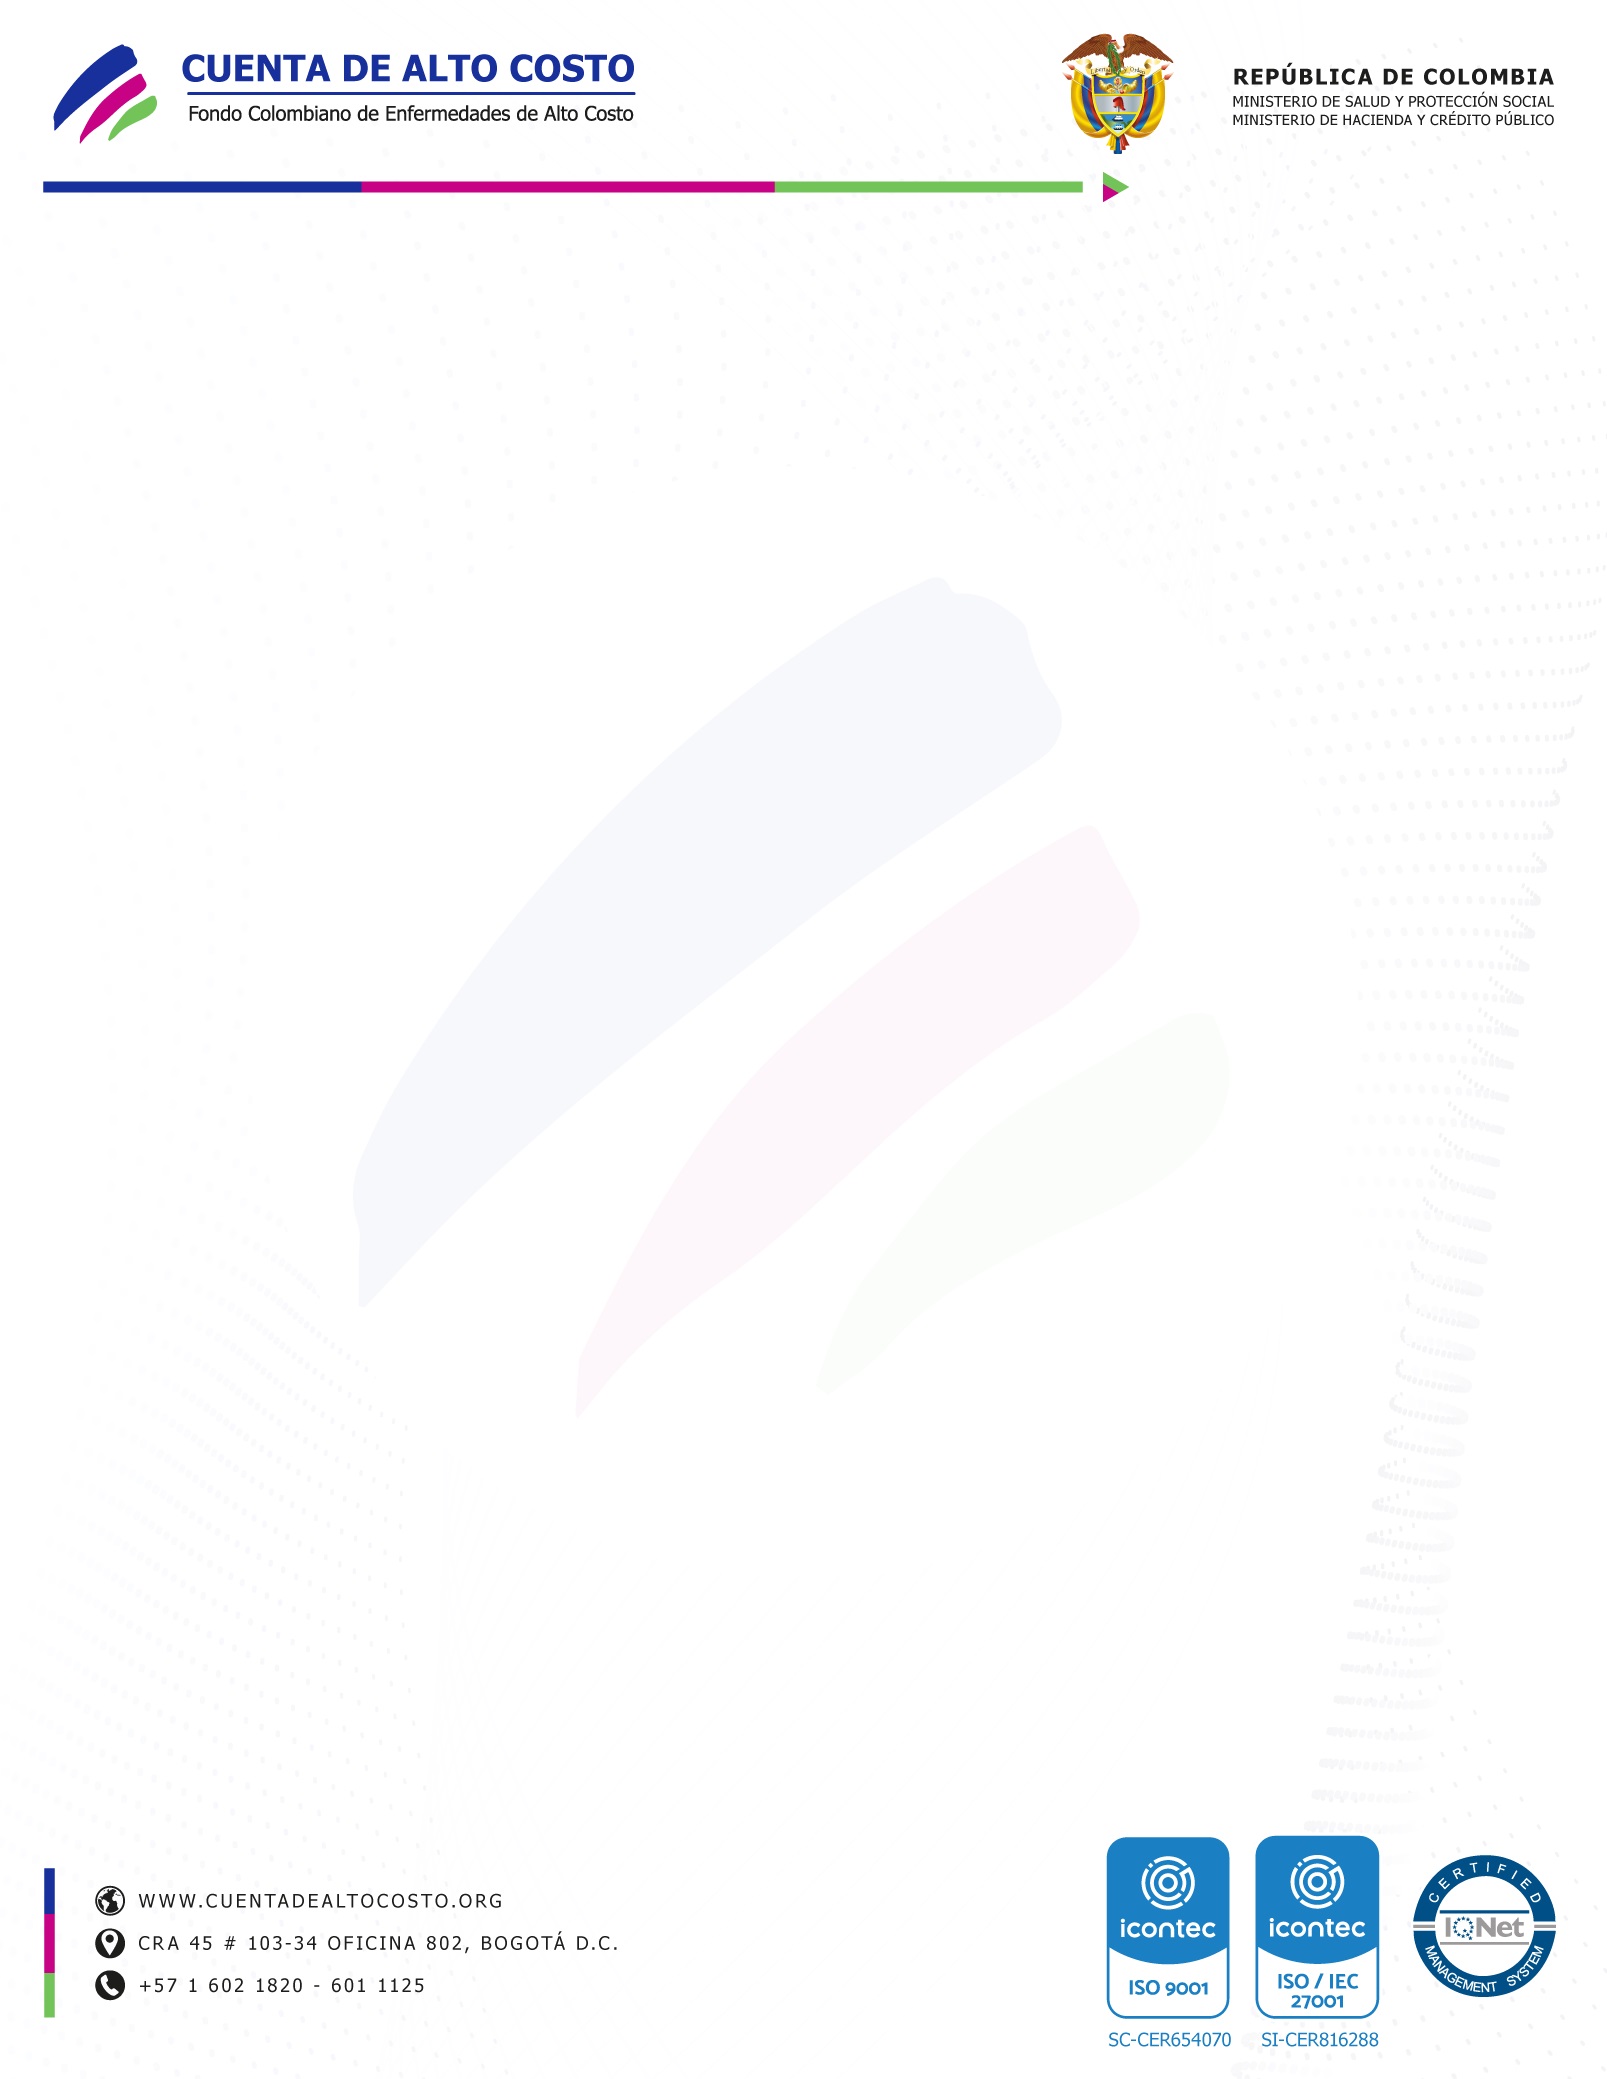 CUENTA DE ALTO COSTO
Fondo Colombiano de Enfermedades de Alto Costo
REPÚBLICA DE COLOMBIA
MINISTERIO DE SALUD Y PROTECCIÓN SOCIAL
MINISTERIO DE HACIENDA Y CRÉDITO PÚBLICO
WWW.CUENTADEALTOCOSTO.ORG
CRA 45 # 103-34 OFICINA 802, BOGOTÁ D.C.
+57 1 602 1820 - 601 1125
icontec
ISO 9001
SC-CER654070
icontec
ISO / IEC
27001
SI-CER816288
CERTIFIED
IQNet
MANAGEMENT SYSTEM